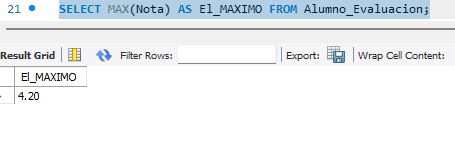 21 SELECT MAX(Nota) AS El_MAXIMO FROM Alumno_Evaluacion;
Result Grid Filter Rows: Export: Wrap Cell Content:
El_MAXIMO
4.20